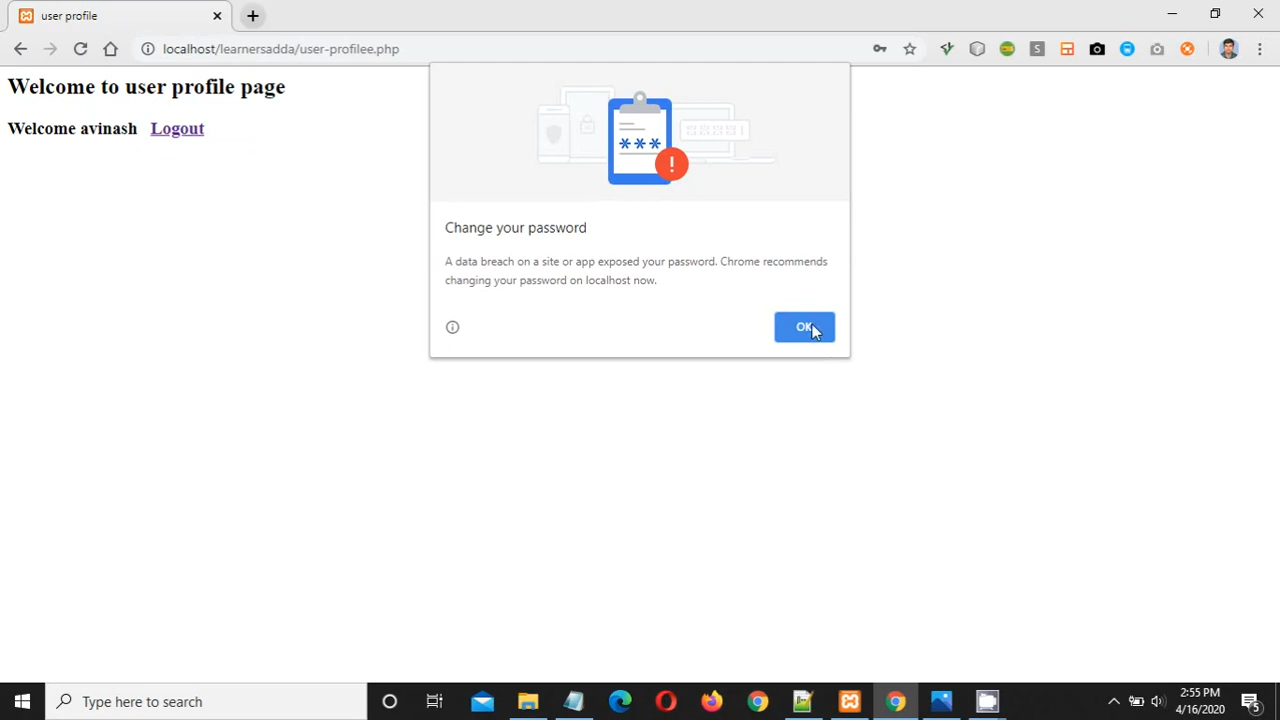 user profile
localhost/learnersadda/user-profilee.php
Welcome to user profile page
Welcome avinash Logout
***
!
Change your password
A data breach on a site or app exposed your password. Chrome recommends
changing your password on localhost now.
OK
Type here to search
2:55 PM
4/16/2020
5